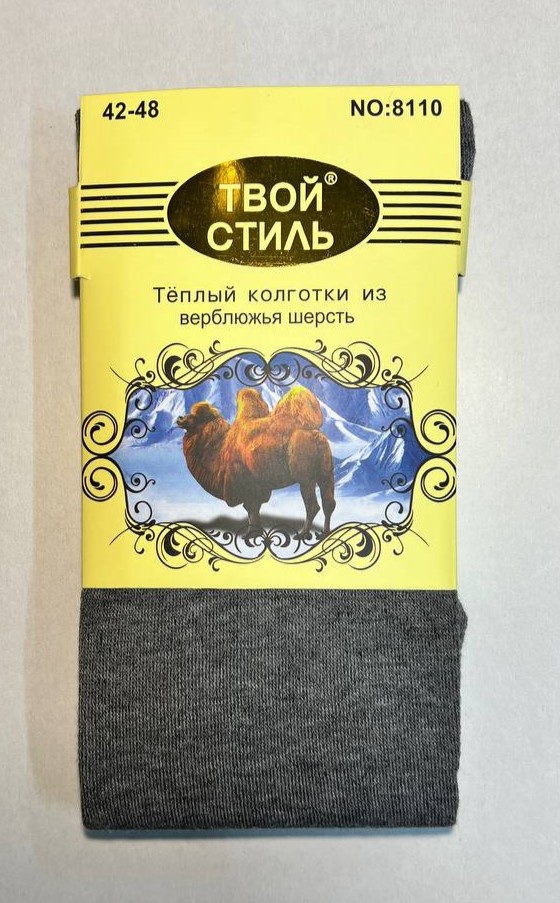 42-48 NO:8110
ТВОЙ®
СТИЛЬ
Тёплый колготки из
верблюжья шерсть